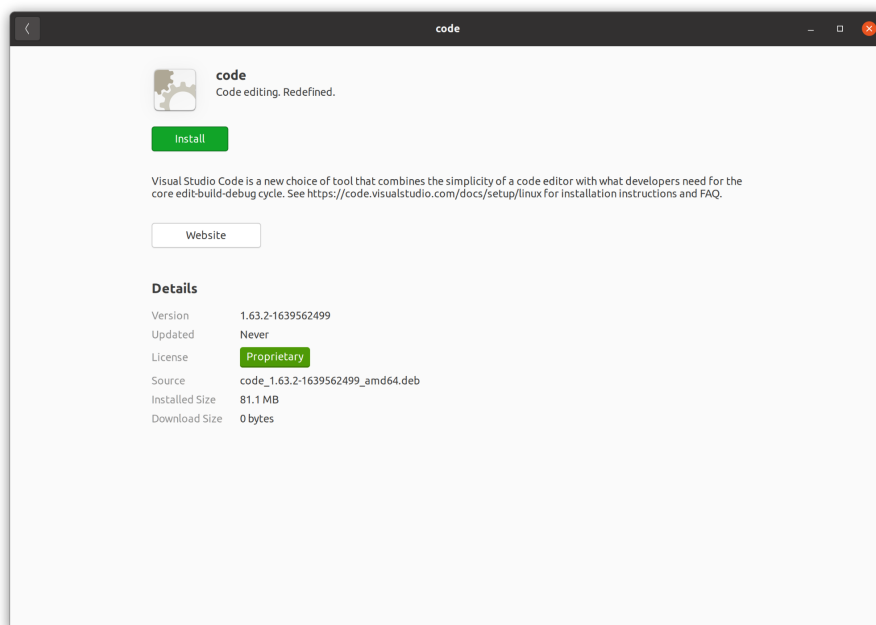 code
code
Code editing. Redefined.
Install
Visual Studio Code is a new choice of tool that combines the simplicity of a code editor with what developers need for the
core edit-build-debug cycle. See https://code.visualstudio.com/docs/setup/linux for installation instructions and FAQ.
Website
Details
Version 1.63.2-1639562499
Updated Never
License Proprietary
Source code_1.63.2-1639562499_amd64.deb
Installed Size 81.1 MB
Download Size 0 bytes